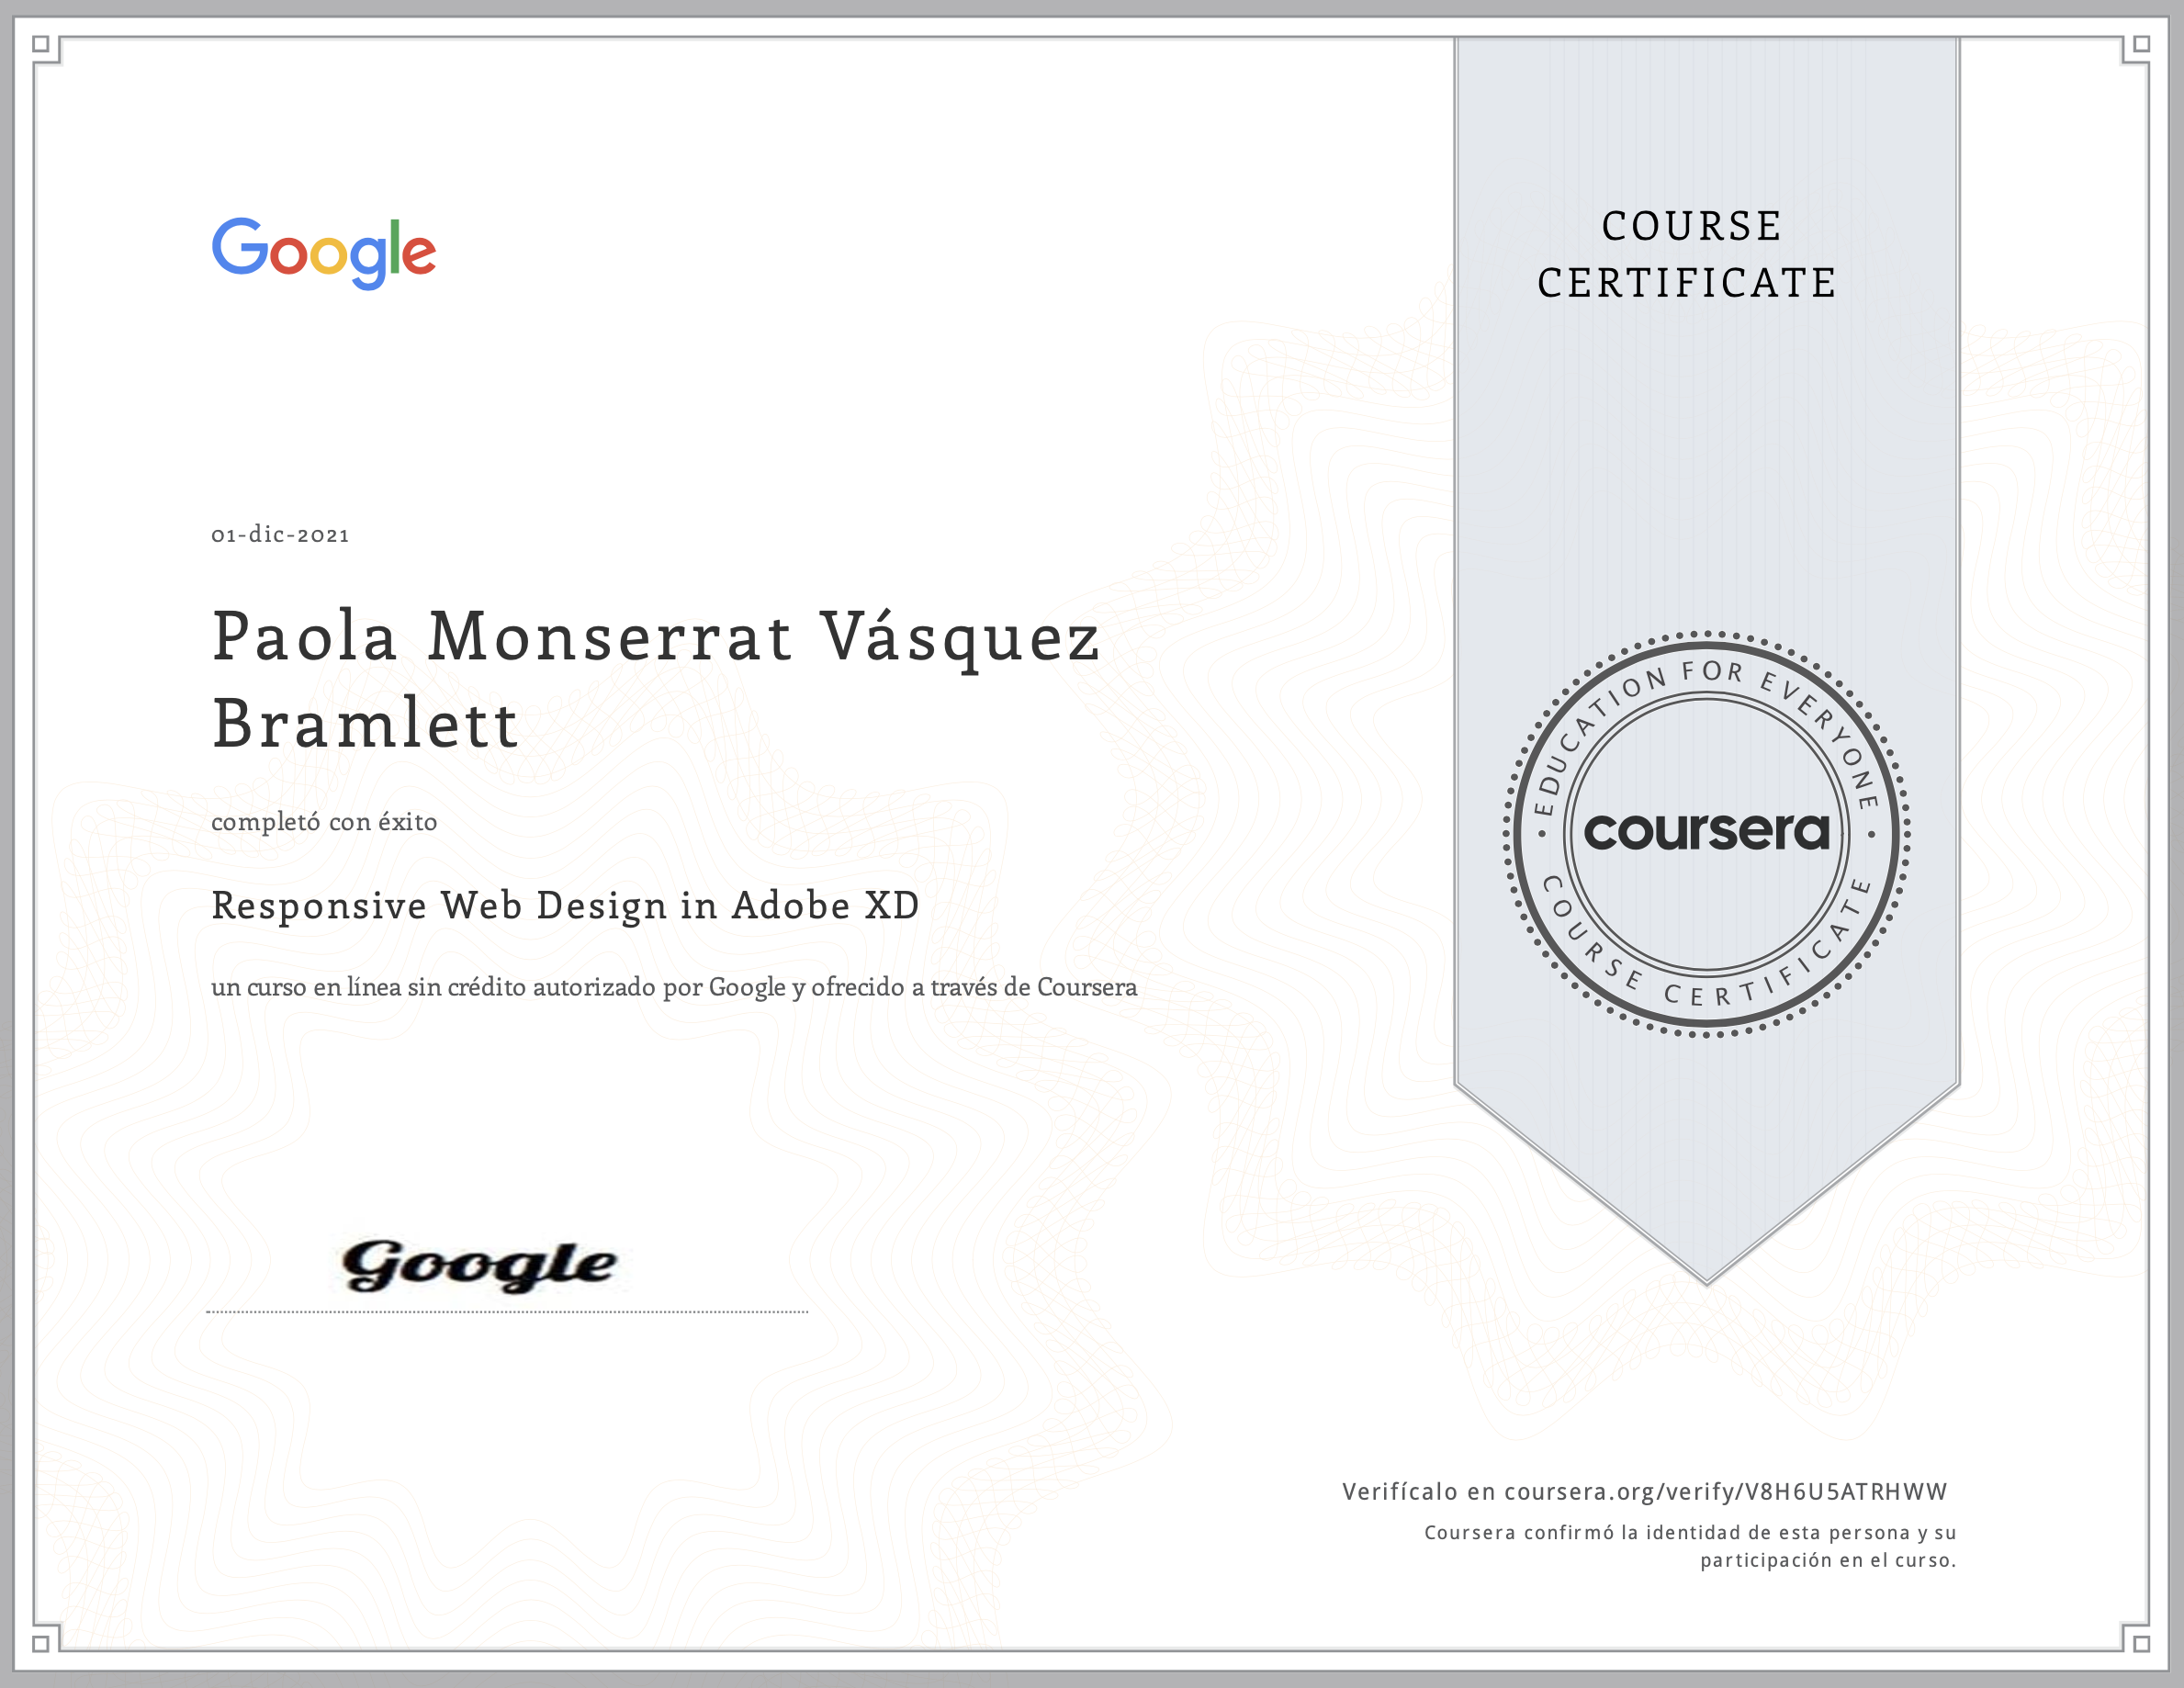 Google
COURSE
CERTIFICATE
01-dic-2021
Paola Monserrat Vásquez
Bramlett
completó con éxito
Responsive Web Design in Adobe XD
un curso en línea sin crédito autorizado por Google y ofrecido a través de Coursera
EDUCATION FOR EVERYONE
coursera
COURSE CERTIFICATE
Google
Verifícalo en coursera.org/verify/V8H6U5ATRHWW
Coursera confirmó la identidad de esta persona y su
participación en el curso.